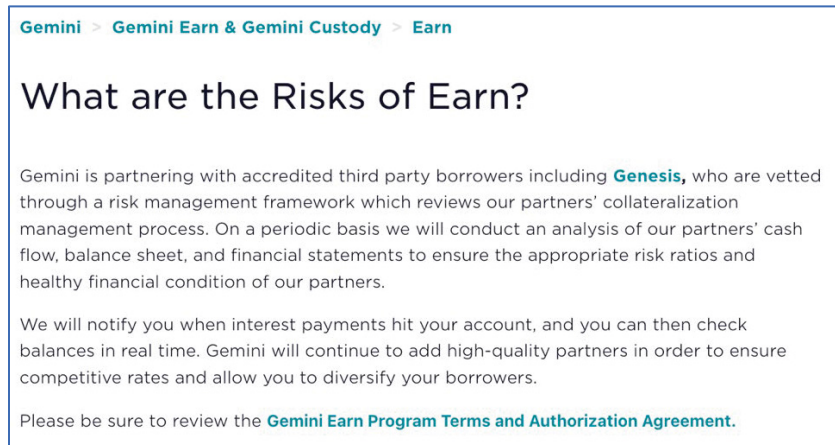 Gemini > Gemini Earn & Gemini Custody > Earn
What are the Risks of Earn?
Gemini is partnering with accredited third party borrowers including Genesis, who are vetted
through a risk management framework which reviews our partners’ collateralization
management process. On a periodic basis we will conduct an analysis of our partners’ cash
flow, balance sheet, and financial statements to ensure the appropriate risk ratios and
healthy financial condition of our partners.
We will notify you when interest payments hit your account, and you can then check
balances in real time. Gemini will continue to add high-quality partners in order to ensure
competitive rates and allow you to diversify your borrowers.
Please be sure to review the Gemini Earn Program Terms and Authorization Agreement.